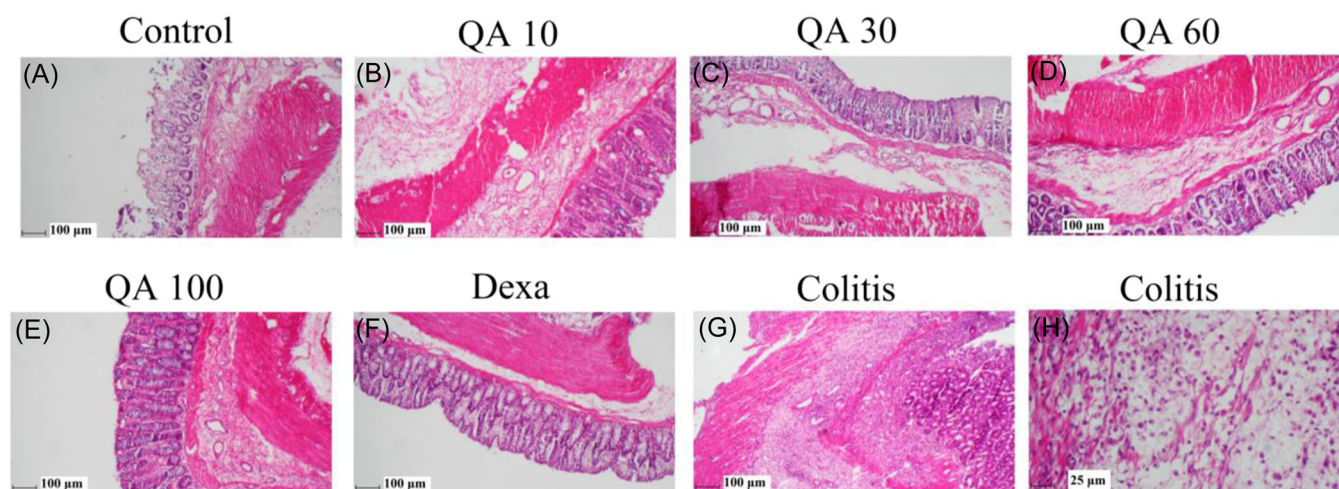 Control QA 10 QA 30 QA 60
(A) (B) (C) (D)
100 µm 100 µm 100 µm 100 µm
QA 100 Dexa Colitis Colitis
(E) (F) (G) (H)
100 µm 100 µm 100 µm 25 µm